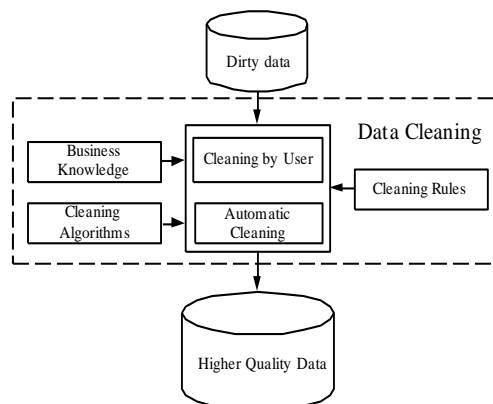 Dirty data
Data Cleaning
Business
Knowledge
Cleaning by User
Cleaning Rules
Cleaning
Algorithms
Automatic
Cleaning
Higher Quality Data